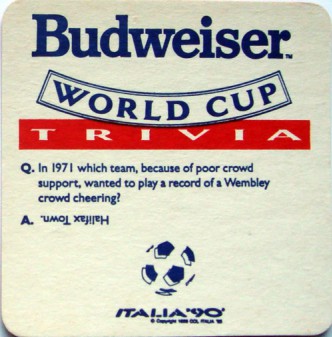 Budweiser
WORLD CUP
TRIVIA
Q. In 1971 which team, because of poor crowd
support, wanted to play a record of a Wembley
crowd cheering?
A. Halifax Town.
ITALIA'90